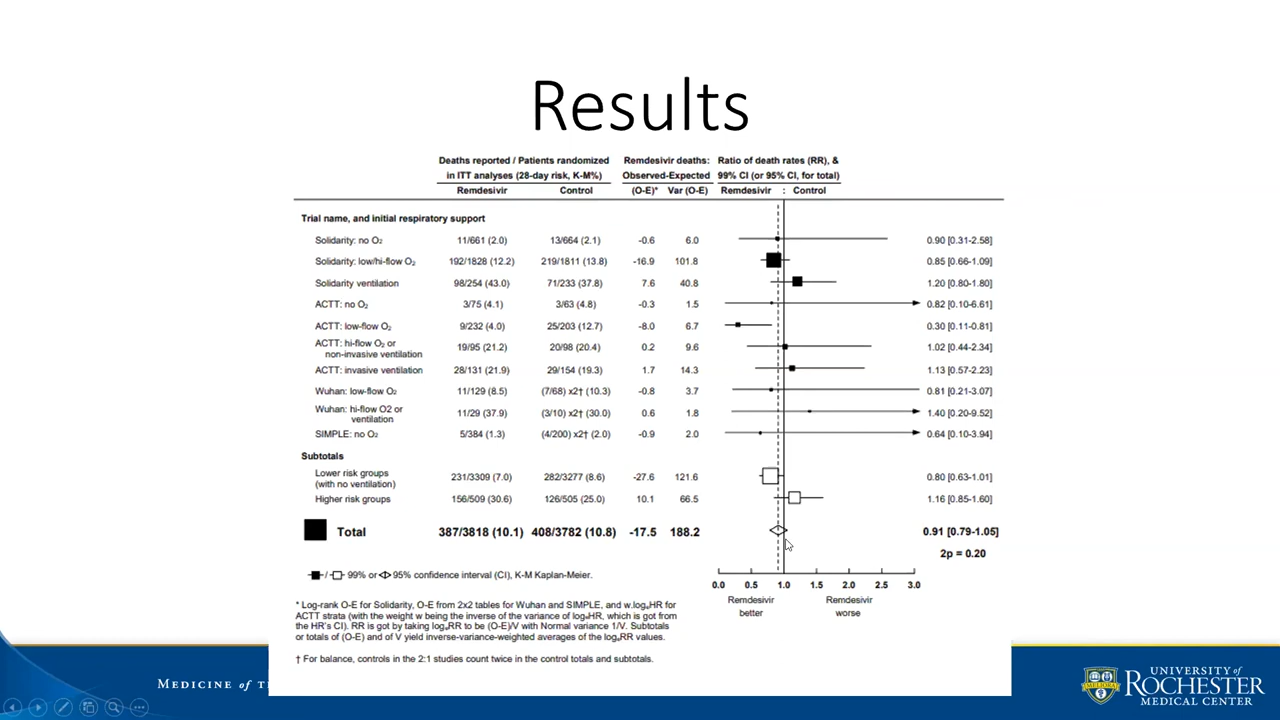 Results
Deaths reported / Patients randomized Remdesivir deaths: Ratio of death rates (RR), &
in ITT analyses (28-day risk, K-M%) Observed-Expected 99% CI (or 95% CI, for total)
Remdesivir Control (O-E)* Var (O-E) Remdesivir : Control
Trial name, and initial respiratory support
Solidarity: no O₂ 11/661 (2.0) 13/664 (2.1) -0.6 6.0 0.90 [0.31-2.58]
Solidarity: low/hi-flow O₂ 192/1828 (12.2) 219/1811 (13.8) -16.9 101.8 0.85 [0.66-1.09]
Solidarity ventilation 98/254 (43.0) 71/233 (37.8) 7.6 40.8 1.20 [0.80-1.80]
ACTT: no O₂ 3/75 (4.1) 3/63 (4.8) -0.3 1.5 0.82 [0.10-6.61]
ACTT: low-flow O₂ 9/232 (4.0) 25/203 (12.7) -8.0 6.7 0.30 [0.11-0.81]
ACTT: hi-flow O₂ or
non-invasive ventilation 19/95 (21.2) 20/98 (20.4) 0.2 9.6 1.02 [0.44-2.34]
ACTT: invasive ventilation 28/131 (21.9) 29/154 (19.3) 1.7 14.3 1.13 [0.57-2.23]
Wuhan: low-flow O₂ 11/129 (8.5) (7/68) x2† (10.3) -0.8 3.7 0.81 [0.21-3.07]
Wuhan: hi-flow O2 or
ventilation 11/29 (37.9) (3/10) x2† (30.0) 0.6 1.8 1.40 [0.20-9.52]
SIMPLE: no O₂ 5/384 (1.3) (4/200) x2† (2.0) -0.9 2.0 0.64 [0.10-3.94]
Subtotals
Lower risk groups
(with no ventilation) 231/3309 (7.0) 282/3277 (8.6) -27.6 121.6 0.80 [0.63-1.01]
Higher risk groups 156/509 (30.6) 126/505 (25.0) 10.1 66.5 1.16 [0.85-1.60]
Total 387/3818 (10.1) 408/3782 (10.8) -17.5 188.2 0.91 [0.79-1.05]
2p = 0.20
99% or 95% confidence interval (CI), K-M Kaplan-Meier.
0.0 0.5 1.0 1.5 2.0 2.5 3.0
Remdesivir better Remdesivir worse
* Log-rank O-E for Solidarity, O-E from 2x2 tables for Wuhan and SIMPLE, and w.logₑHR for
ACTT strata (with the weight w being the inverse of the variance of logₑHR, which is got from
the HR's CI). RR is got by taking logₑRR to be (O-E)/V with Normal variance 1/V. Subtotals
or totals of (O-E) and of V yield inverse-variance-weighted averages of the logₑRR values.
† For balance, controls in the 2:1 studies count twice in the control totals and subtotals.
MEDICINE of T
UNIVERSITY of
ROCHESTER
MEDICAL CENTER
MELIORA